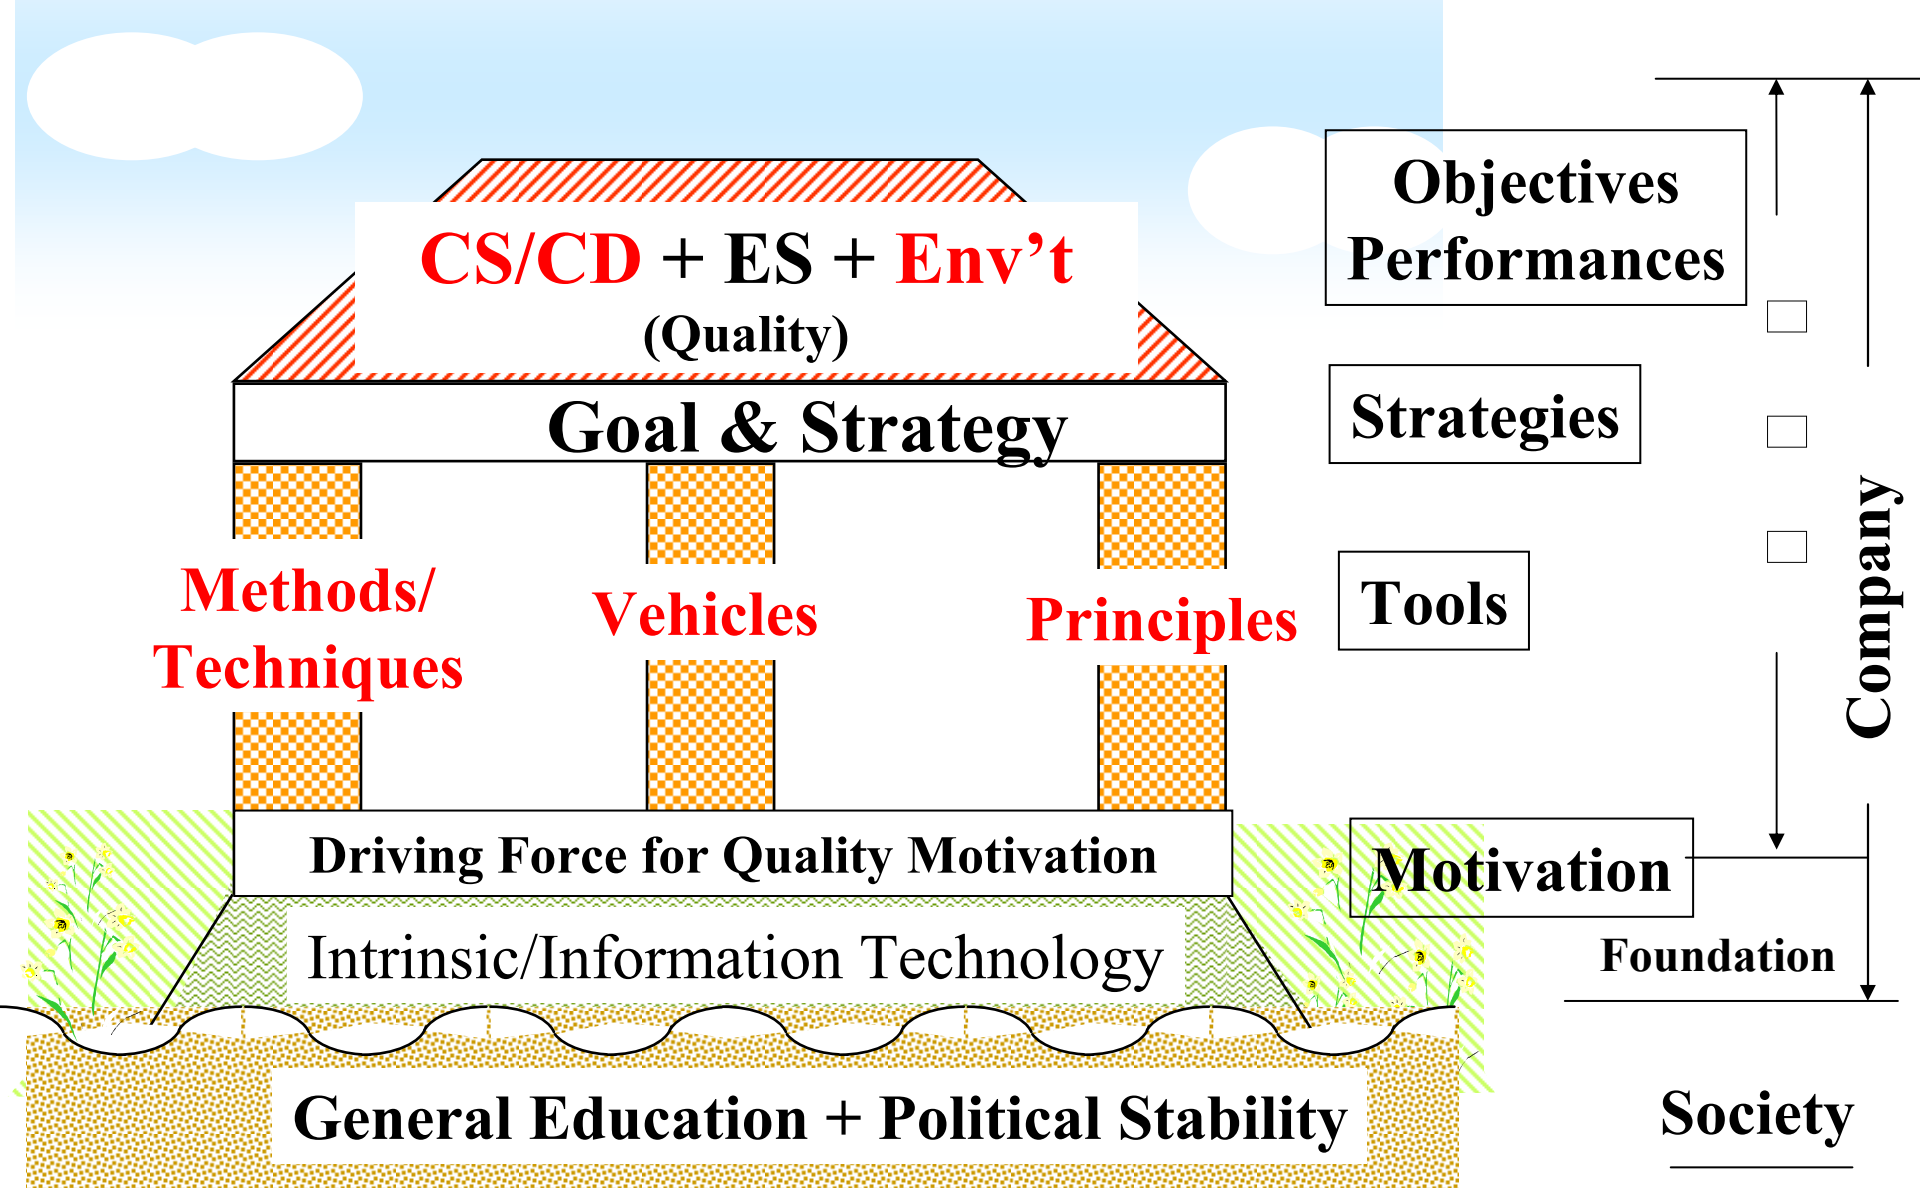 CS/CD + ES + Env’t
(Quality)
Goal & Strategy
Methods/
Techniques
Vehicles
Principles
Driving Force for Quality Motivation
Intrinsic/Information Technology
General Education + Political Stability
Objectives
Performances
Strategies
Tools
Motivation
Foundation
Society
Company